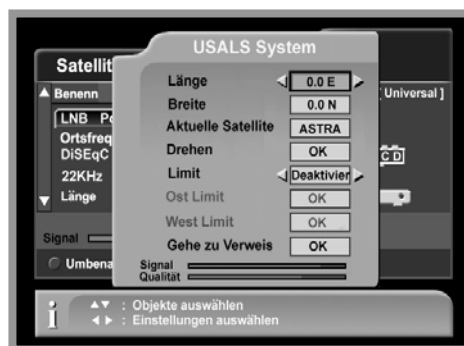 USALS System
Satellit
Benenn
[ Universal ]
LNB Po
Ortsfreq
DiSEqC
C D
22KHz
Länge
Signal
Umbena
Länge 0.0 E
Breite 0.0 N
Aktuelle Satellite ASTRA
Drehen OK
Limit Deaktivier
Ost Limit OK
West Limit OK
Gehe zu Verweis OK
Signal
Qualität
i
▲▼ : Objekte auswählen
◄► : Einstellungen auswählen